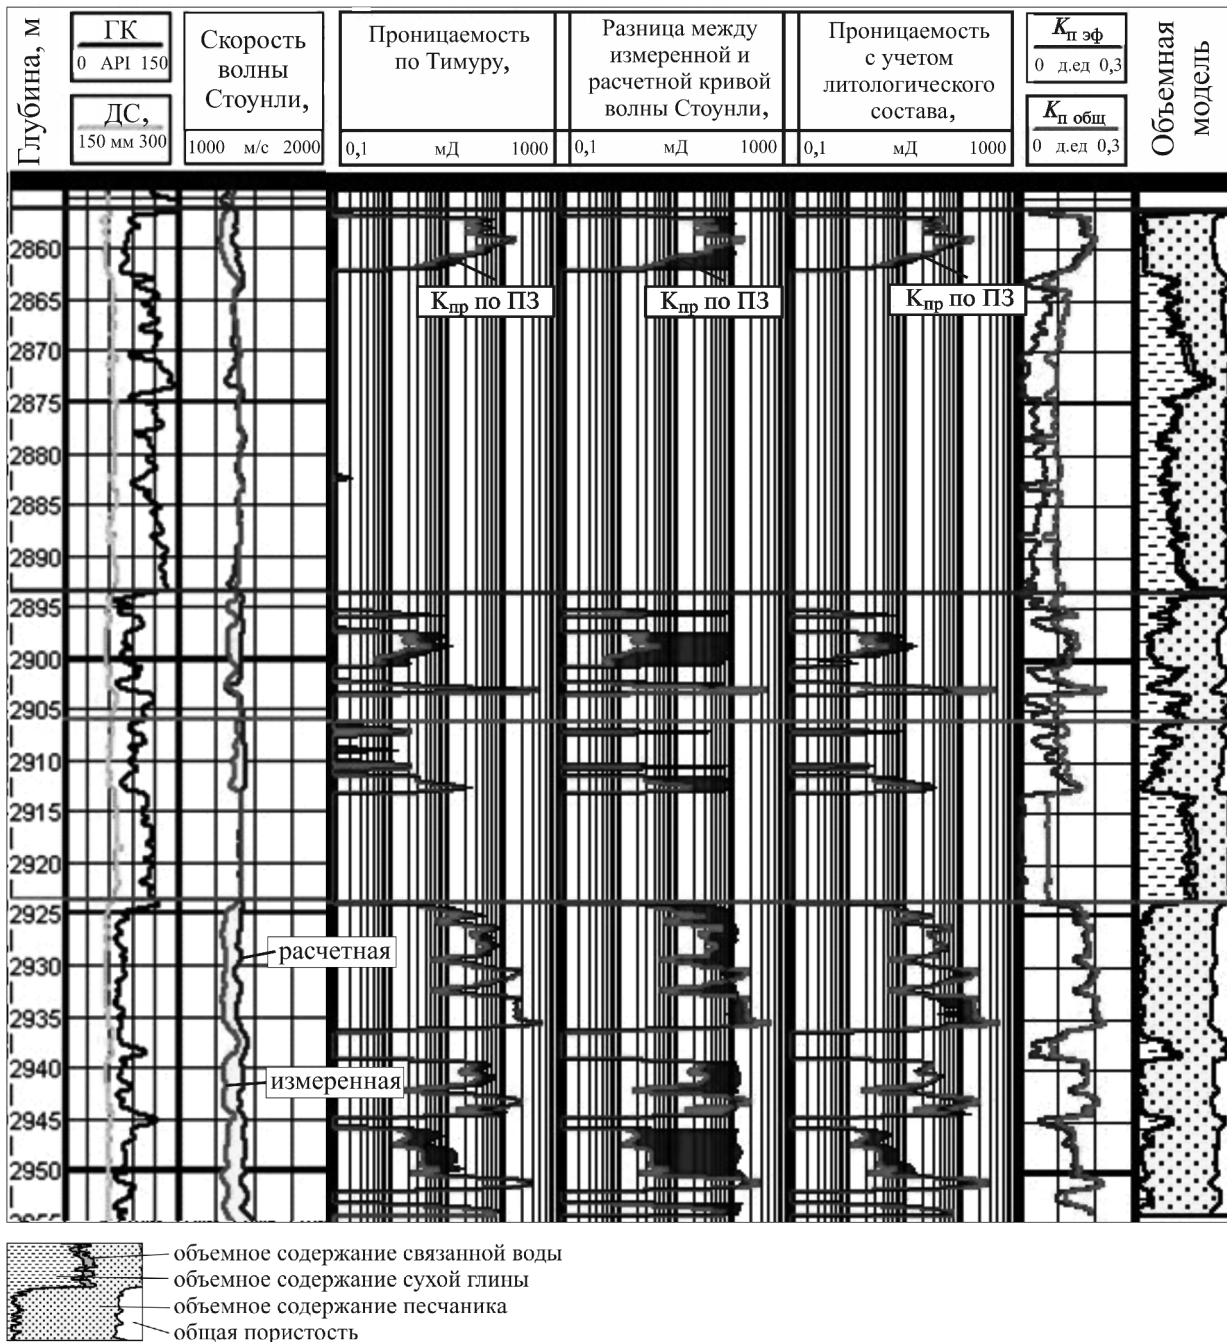 Глубина, м
ГК
0 API 150
ДС,
150 мм 300
Скорость
волны
Стоунли,
1000 м/с 2000
Проницаемость
по Тимуру,
0,1 мД 1000
Разница между
измеренной и
расчетной кривой
волны Стоунли,
0,1 мД 1000
Проницаемость
с учетом
литологического
состава,
0,1 мД 1000
Kп эф
0 д.ед 0,3
Kп общ
0 д.ед 0,3
Объемная
модель
2860
2865
2870
2875
2880
2885
2890
2895
2900
2905
2910
2915
2920
2925
2930
2935
2940
2945
2950
Kпр по ПЗ
Kпр по ПЗ
Kпр по ПЗ
расчетная
измеренная
объемное содержание связанной воды
объемное содержание сухой глины
объемное содержание песчаника
общая пористость